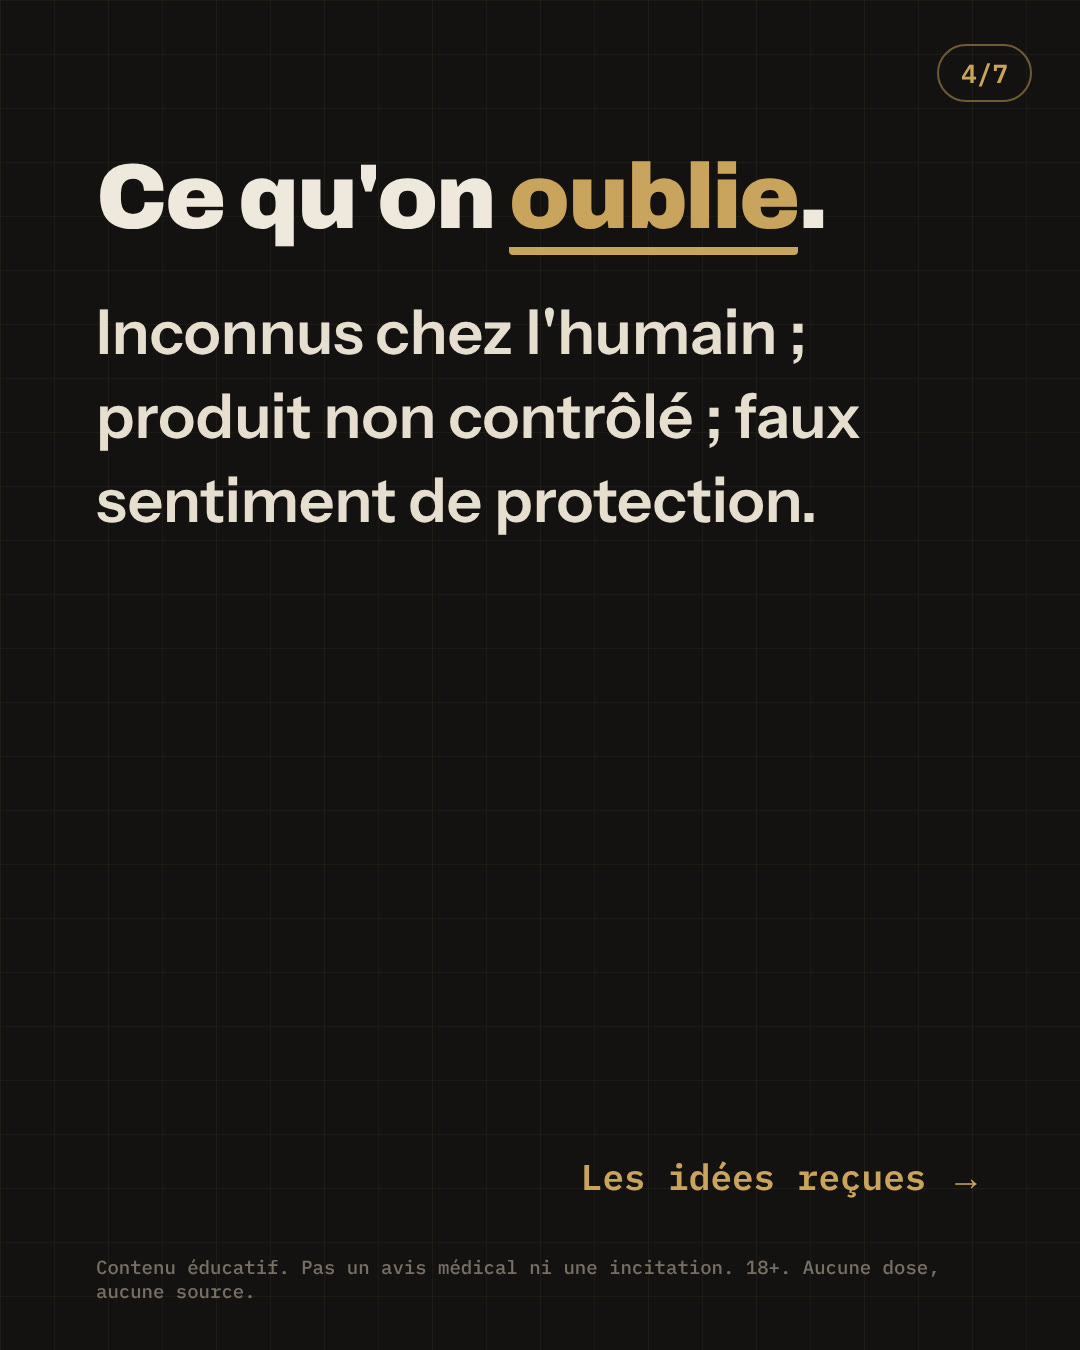 4/7
Ce qu'on oublie.
Inconnus chez l'humain ;
produit non contrôlé ; faux
sentiment de protection.
Les idées reçues →
Contenu éducatif. Pas un avis médical ni une incitation. 18+. Aucune dose,
aucune source.